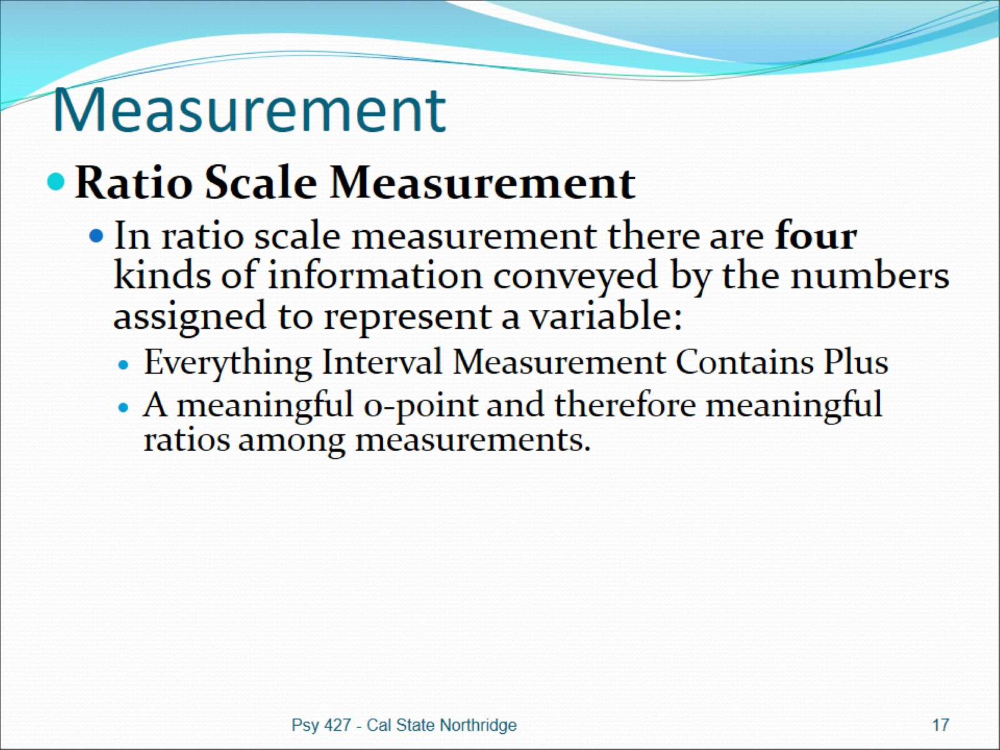 Measurement
• Ratio Scale Measurement
• In ratio scale measurement there are four
kinds of information conveyed by the numbers
assigned to represent a variable:
• Everything Interval Measurement Contains Plus
• A meaningful 0-point and therefore meaningful
ratios among measurements.
Psy 427 - Cal State Northridge
17